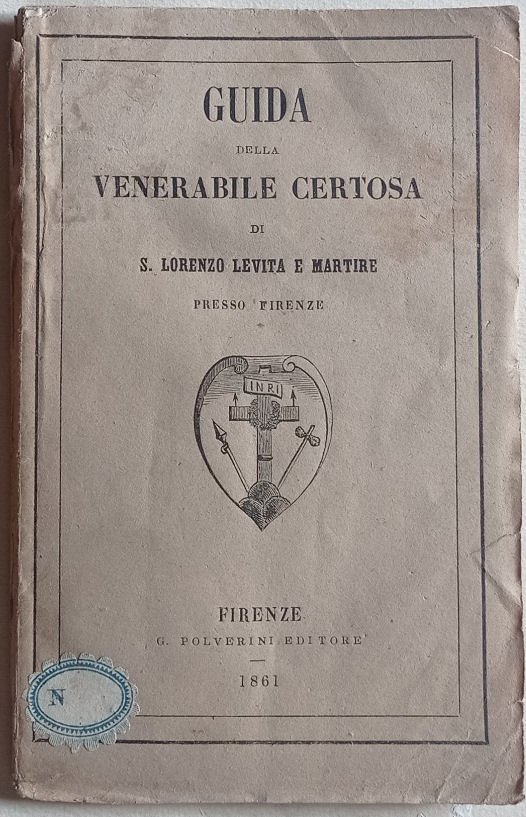 GUIDA
DELLA
VENERABILE CERTOSA
DI
S. LORENZO LEVITA E MARTIRE
PRESSO FIRENZE
INRI
FIRENZE
G. POLVERINI EDITORE
1861
N